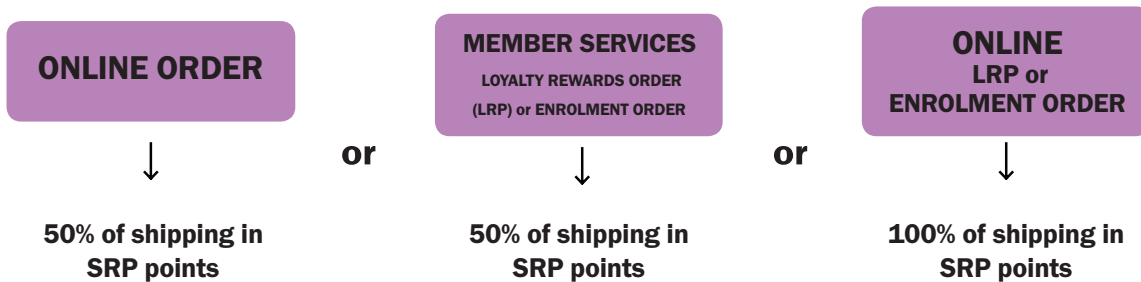 ONLINE ORDER
↓
50% of shipping in
SRP points
or
MEMBER SERVICES
LOYALTY REWARDS ORDER
(LRP) or ENROLMENT ORDER
↓
50% of shipping in
SRP points
or
ONLINE
LRP or
ENROLMENT ORDER
↓
100% of shipping in
SRP points